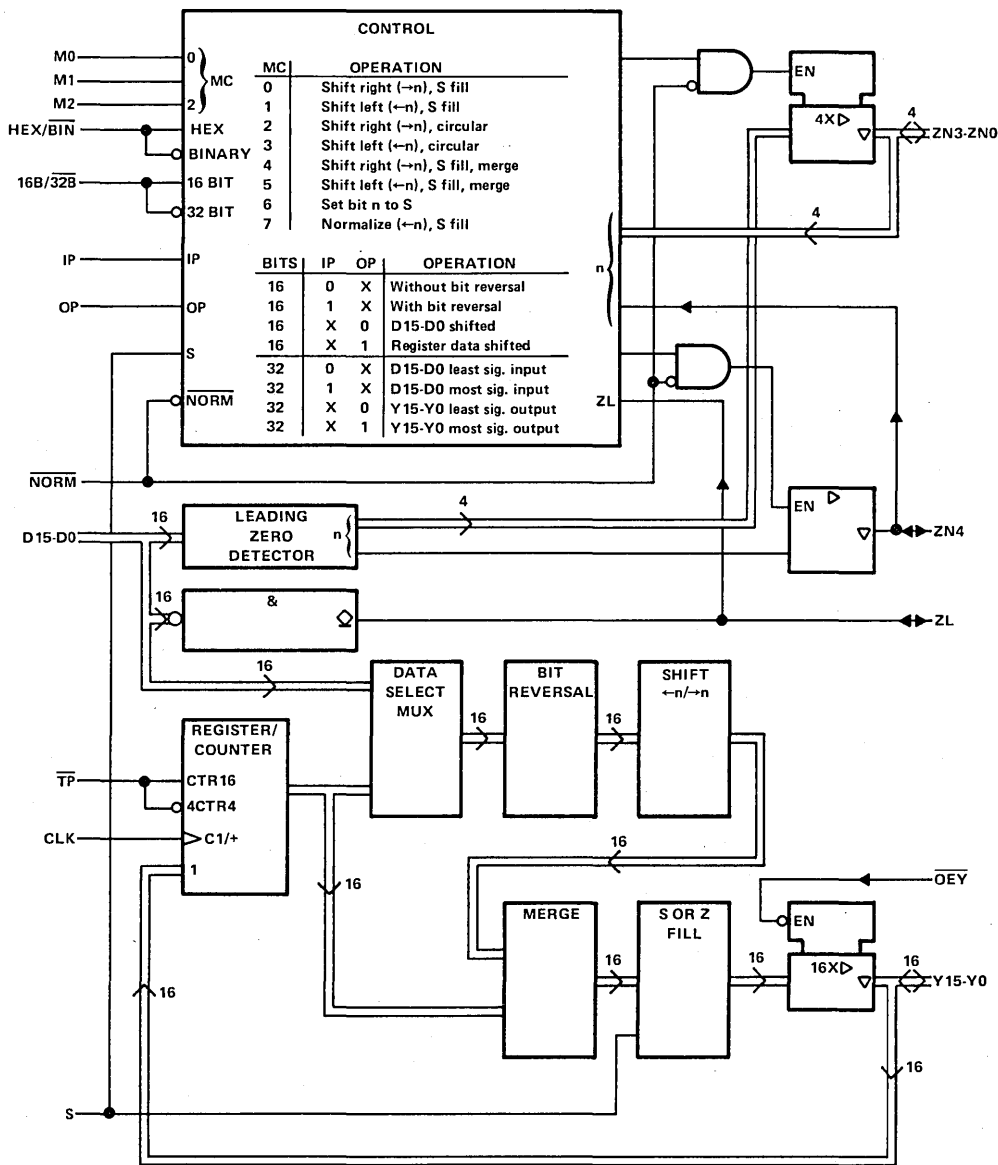 CONTROL
M0
M1
M2
0
2
MC
HEX/BIN
HEX
BINARY
16B/32B
16 BIT
32 BIT
IP
IP
OP
OP
S
NORM
NORM
MC OPERATION
0 Shift right (→n), S fill
1 Shift left (←n), S fill
2 Shift right (→n), circular
3 Shift left (←n), circular
4 Shift right (→n), S fill, merge
5 Shift left (←n), S fill, merge
6 Set bit n to S
7 Normalize (←n), S fill
BITS IP OP OPERATION
16 0 X Without bit reversal
16 1 X With bit reversal
16 X 0 D15-D0 shifted
16 X 1 Register data shifted
32 0 X D15-D0 least sig. input
32 1 X D15-D0 most sig. input
32 X 0 Y15-Y0 least sig. output
32 X 1 Y15-Y0 most sig. output
n
ZL
EN
4X▷
▽
4
ZN3-ZN0
4
EN
▷
▽
ZN4
D15-D0
16
LEADING
ZERO
DETECTOR
n
4
16
&
ZL
16
DATA
SELECT
MUX
16
BIT
REVERSAL
16
SHIFT
←n/→n
REGISTER/
COUNTER
TP
CTR16
4CTR4
CLK
C1/+
1
16
16
MERGE
16
S OR Z
FILL
16
OEY
EN
16X▷
▽
16
Y15-Y0
16
16
S